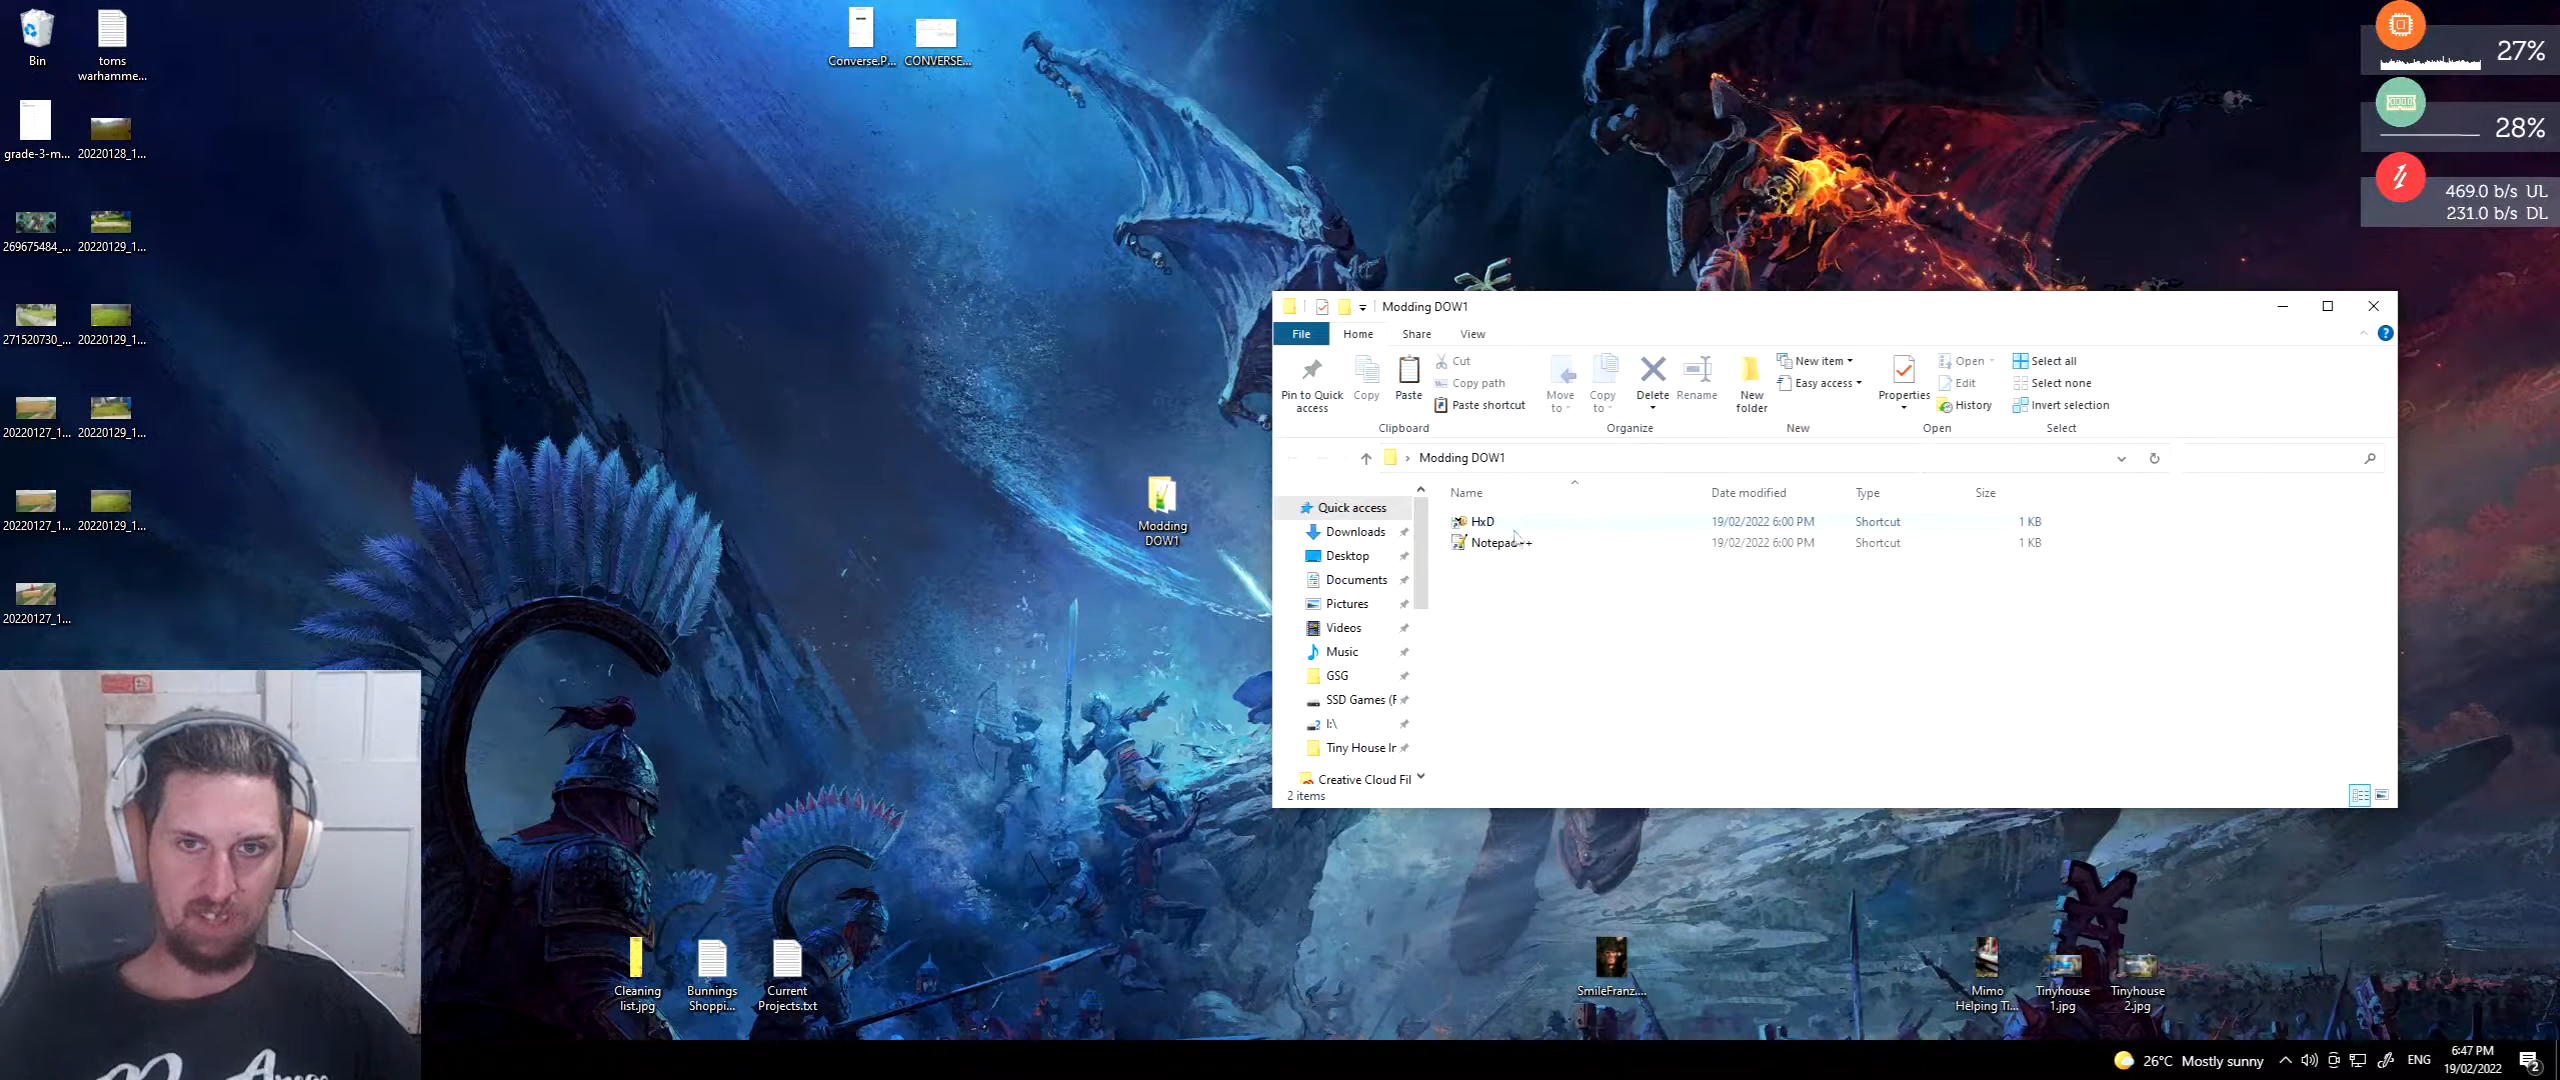 Bin
toms
warhamme...
grade-3-m...
20220128_1...
269675484_...
20220129_1...
271520730_...
20220129_1...
20220127_1...
20220129_1...
20220127_1...
20220129_1...
20220127_1...
Converse.P...
CONVERSE...
27%
28%
469.0 b/s UL
231.0 b/s DL
Modding
DOW1
Modding DOW1
File
Home
Share
View
Pin to Quick
access
Copy
Paste
Cut
Copy path
Paste shortcut
Clipboard
Move
to
Copy
to
Delete
Rename
Organize
New
folder
New item
Easy access
New
Properties
Open
Edit
History
Open
Select all
Select none
Invert selection
Select
Modding DOW1
Name
Date modified
Type
Size
HxD
19/02/2022 6:00 PM
Shortcut
1 KB
Notepad++
19/02/2022 6:00 PM
Shortcut
1 KB
Quick access
Downloads
Desktop
Documents
Pictures
Videos
Music
GSG
SSD Games (F
I:\
Tiny House Ir
Creative Cloud Fil
2 items
Cleaning
list.jpg
Bunnings
Shoppi...
Current
Projects.txt
SmileFranz....
Mimo
Helping Ti...
Tinyhouse
1.jpg
Tinyhouse
2.jpg
26°C Mostly sunny
ENG
6:47 PM
19/02/2022
2